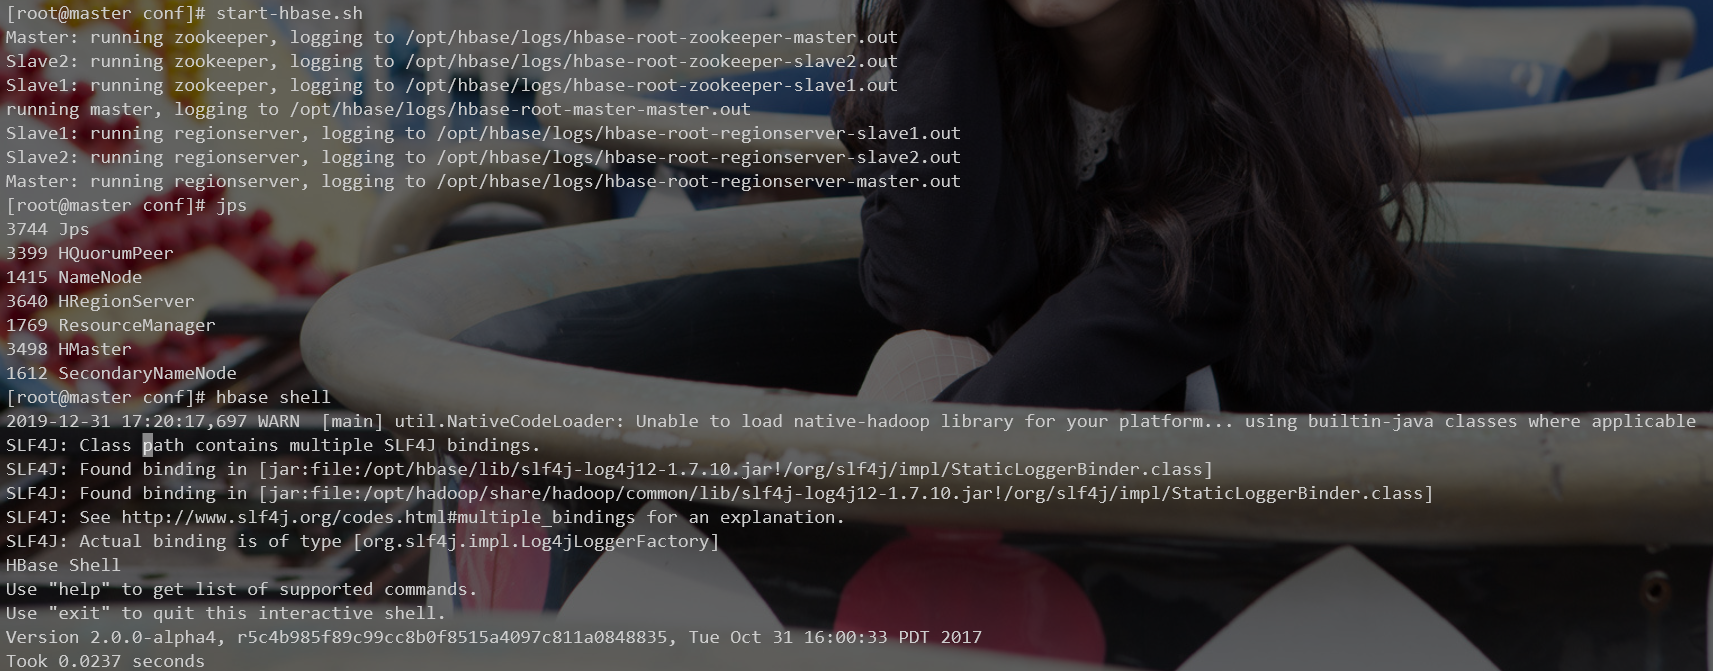 [root@master conf]# start-hbase.sh
Master: running zookeeper, logging to /opt/hbase/logs/hbase-root-zookeeper-master.out
Slave2: running zookeeper, logging to /opt/hbase/logs/hbase-root-zookeeper-slave2.out
Slave1: running zookeeper, logging to /opt/hbase/logs/hbase-root-zookeeper-slave1.out
running master, logging to /opt/hbase/logs/hbase-root-master-master.out
Slave1: running regionserver, logging to /opt/hbase/logs/hbase-root-regionserver-slave1.out
Slave2: running regionserver, logging to /opt/hbase/logs/hbase-root-regionserver-slave2.out
Master: running regionserver, logging to /opt/hbase/logs/hbase-root-regionserver-master.out
[root@master conf]# jps
3744 Jps
3399 HQuorumPeer
1415 NameNode
3640 HRegionServer
1769 ResourceManager
3498 HMaster
1612 SecondaryNameNode
[root@master conf]# hbase shell
2019-12-31 17:20:17,697 WARN  [main] util.NativeCodeLoader: Unable to load native-hadoop library for your platform... using builtin-java classes where applicable
SLF4J: Class path contains multiple SLF4J bindings.
SLF4J: Found binding in [jar:file:/opt/hbase/lib/slf4j-log4j12-1.7.10.jar!/org/slf4j/impl/StaticLoggerBinder.class]
SLF4J: Found binding in [jar:file:/opt/hadoop/share/hadoop/common/lib/slf4j-log4j12-1.7.10.jar!/org/slf4j/impl/StaticLoggerBinder.class]
SLF4J: See http://www.slf4j.org/codes.html#multiple_bindings for an explanation.
SLF4J: Actual binding is of type [org.slf4j.impl.Log4jLoggerFactory]
HBase Shell
Use "help" to get list of supported commands.
Use "exit" to quit this interactive shell.
Version 2.0.0-alpha4, r5c4b985f89c99cc8b0f8515a4097c811a0848835, Tue Oct 31 16:00:33 PDT 2017
Took 0.0237 seconds